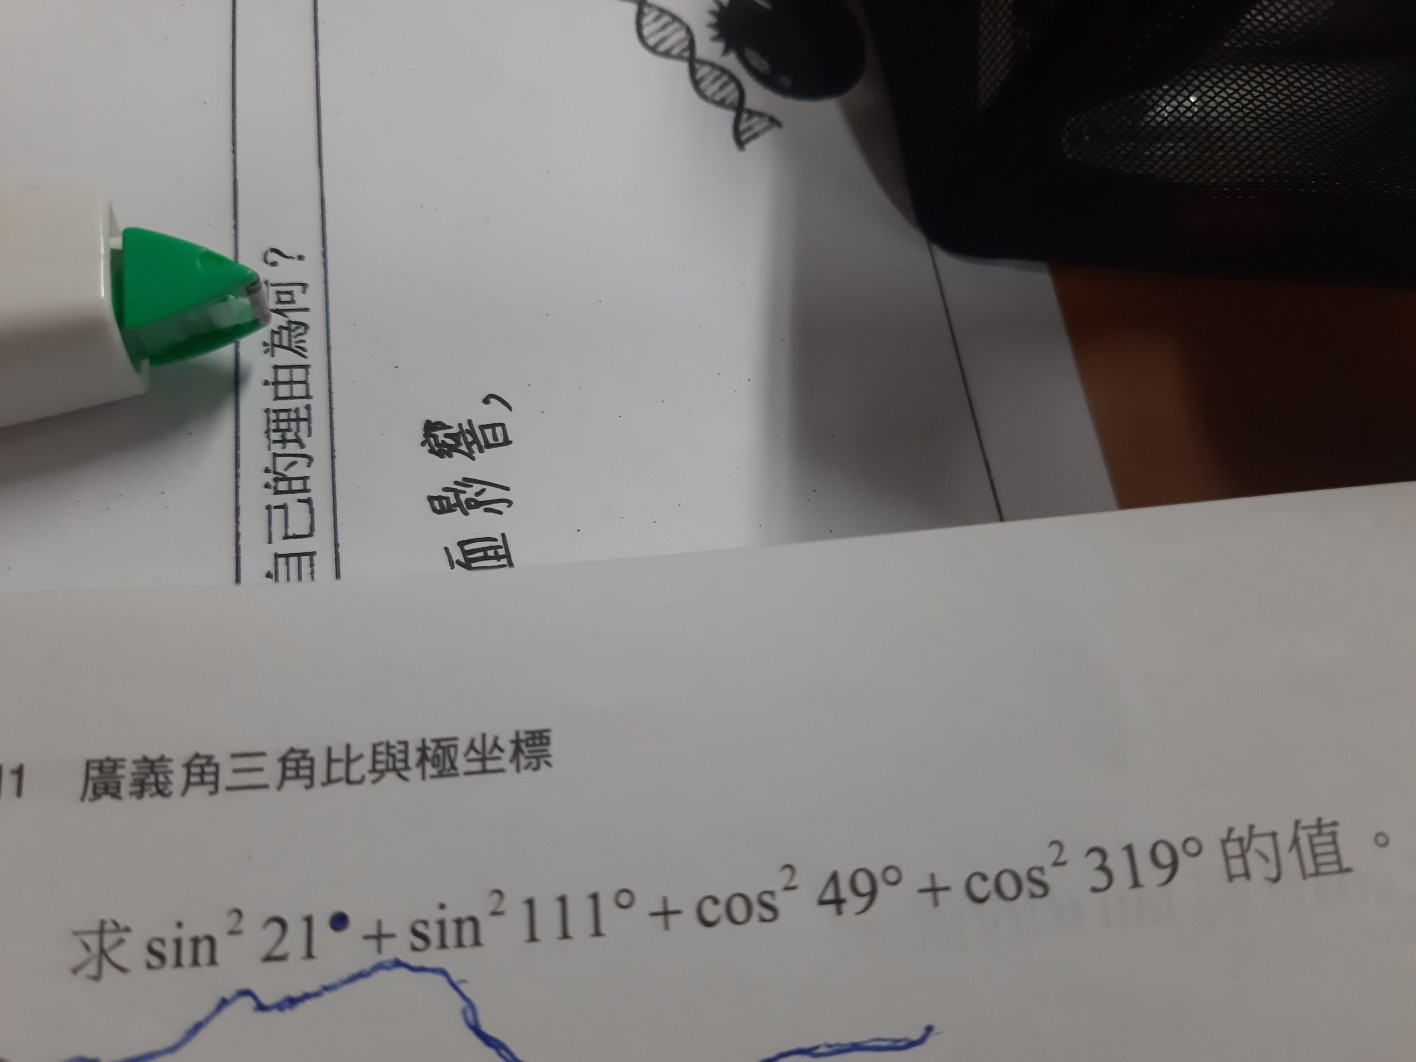 自己的理由為何？
面影響，
11 廣義角三角比與極坐標
求 sin² 21° + sin² 111° + cos² 49° + cos² 319° 的值。